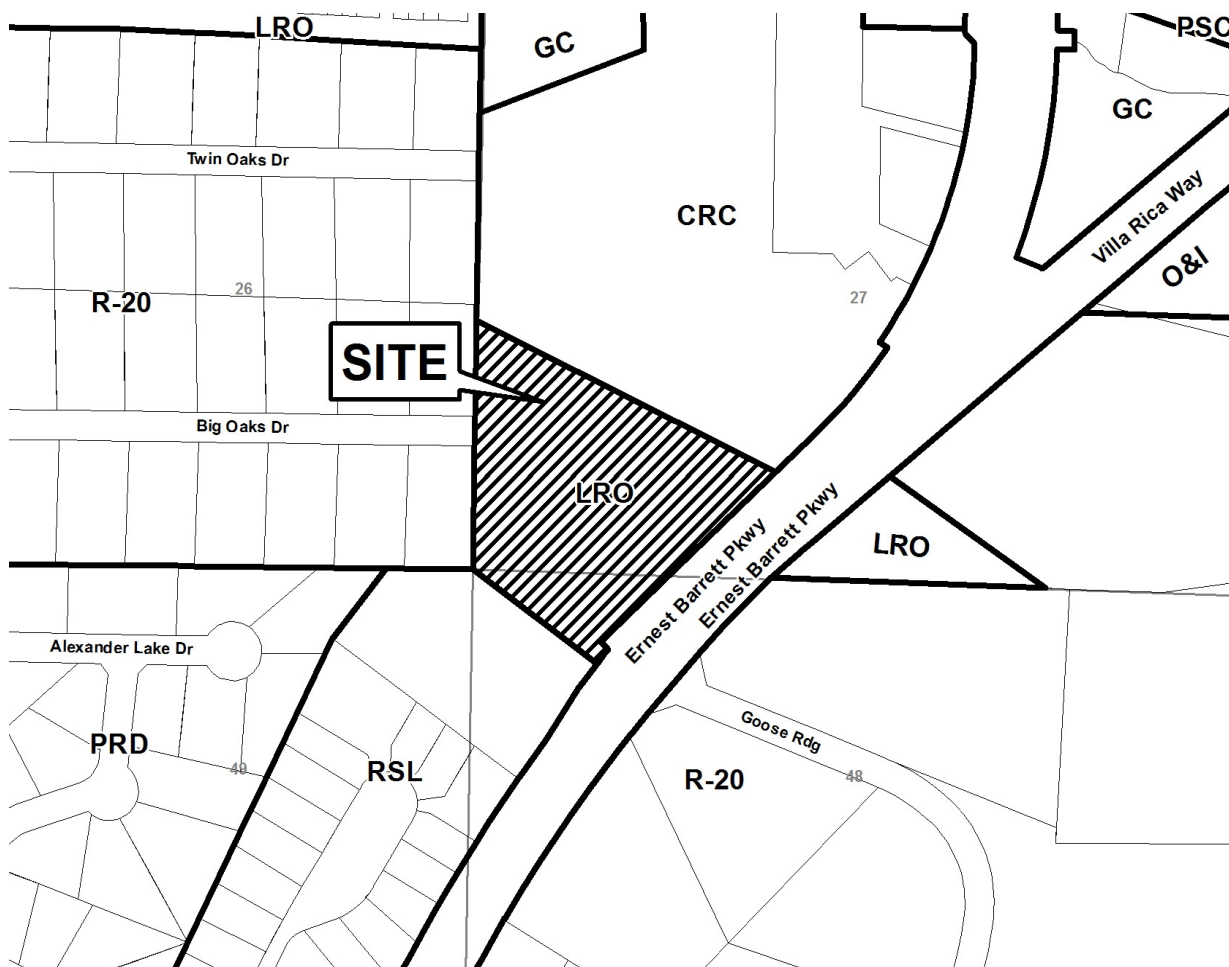 LRO
GC
PSC
GC
Twin Oaks Dr
CRC
Villa Rica Way
O&I
R-20
26
27
SITE
Big Oaks Dr
LRO
Ernest Barrett Pkwy
Ernest Barrett Pkwy
LRO
Alexander Lake Dr
PRD
49
RSL
Goose Rdg
R-20
48